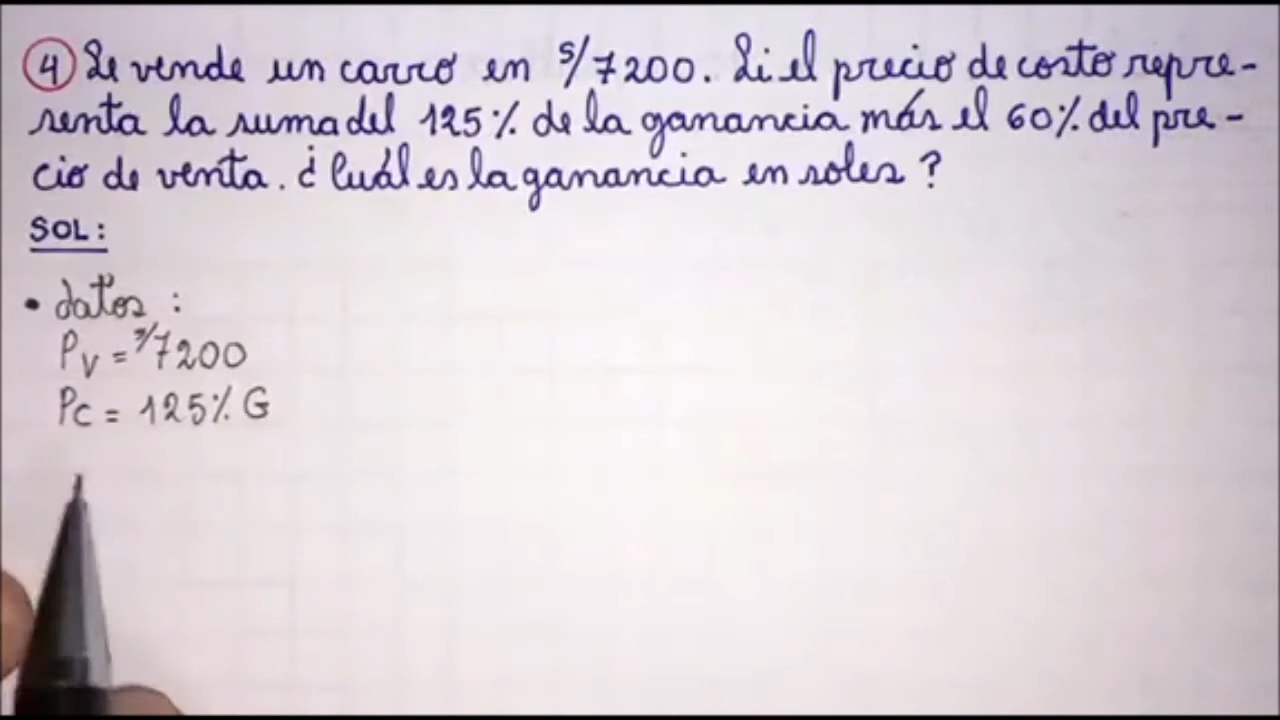 4 Se vende un carro en S/7200. Si el precio de costo repre-
senta la suma del 125% de la ganancia más el 60% del pre-
cio de venta. ¿Cuál es la ganancia en soles?
SOL:
• datos :
Pv = S/7200
Pc = 125% G